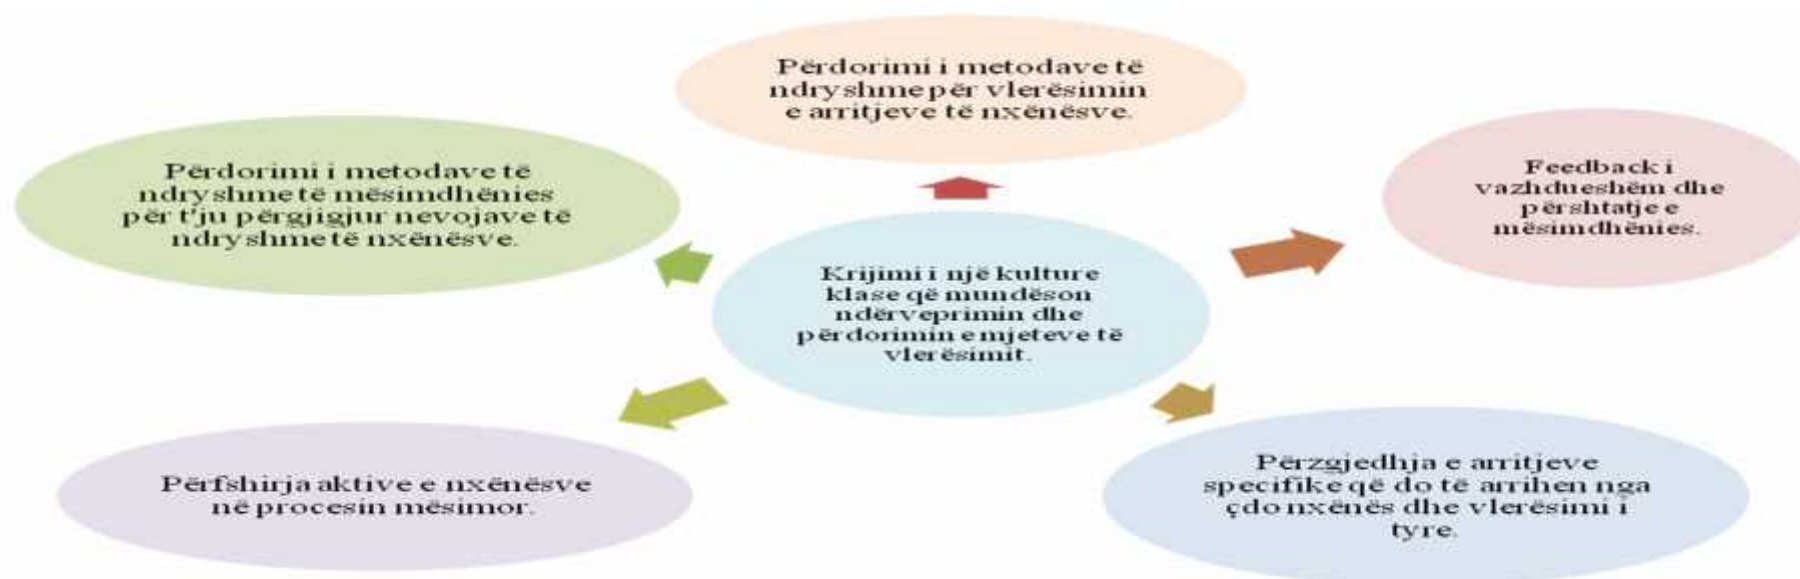 Përdorimi i metodave të
ndryshme për vlerësimin
e arritjeve të nxënësve.
Përdorimi i metodave të
ndryshme të mësimdhënies
për t'ju përgjigjur nevojave të
ndryshme të nxënësve.
Feedback i
vazhdueshëm dhe
përshtatje e
mësimdhënies.
Krijimi i një kulture
klase që mundëson
ndërveprimin dhe
përdorimin e mjeteve të
vlerësimit.
Përfshirja aktive e nxënësve
në procesin mësimor.
Përzgjedhja e arritjeve
specifike që do të arrihen nga
çdo nxënës dhe vlerësimi i
tyre.